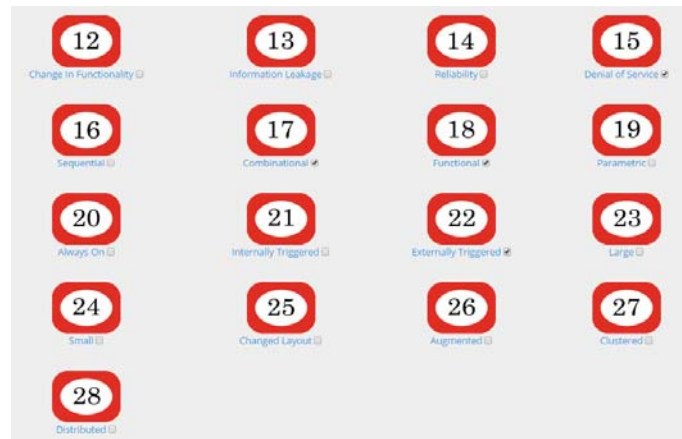 12 13 14 15
Change In Functionality Information Leakage Reliability Denial of Service
16 17 18 19
Sequential Combinational Functional Parametric
20 21 22 23
Always On Internally Triggered Externally Triggered Large
24 25 26 27
Small Changed Layout Augmented Clustered
28
Distributed